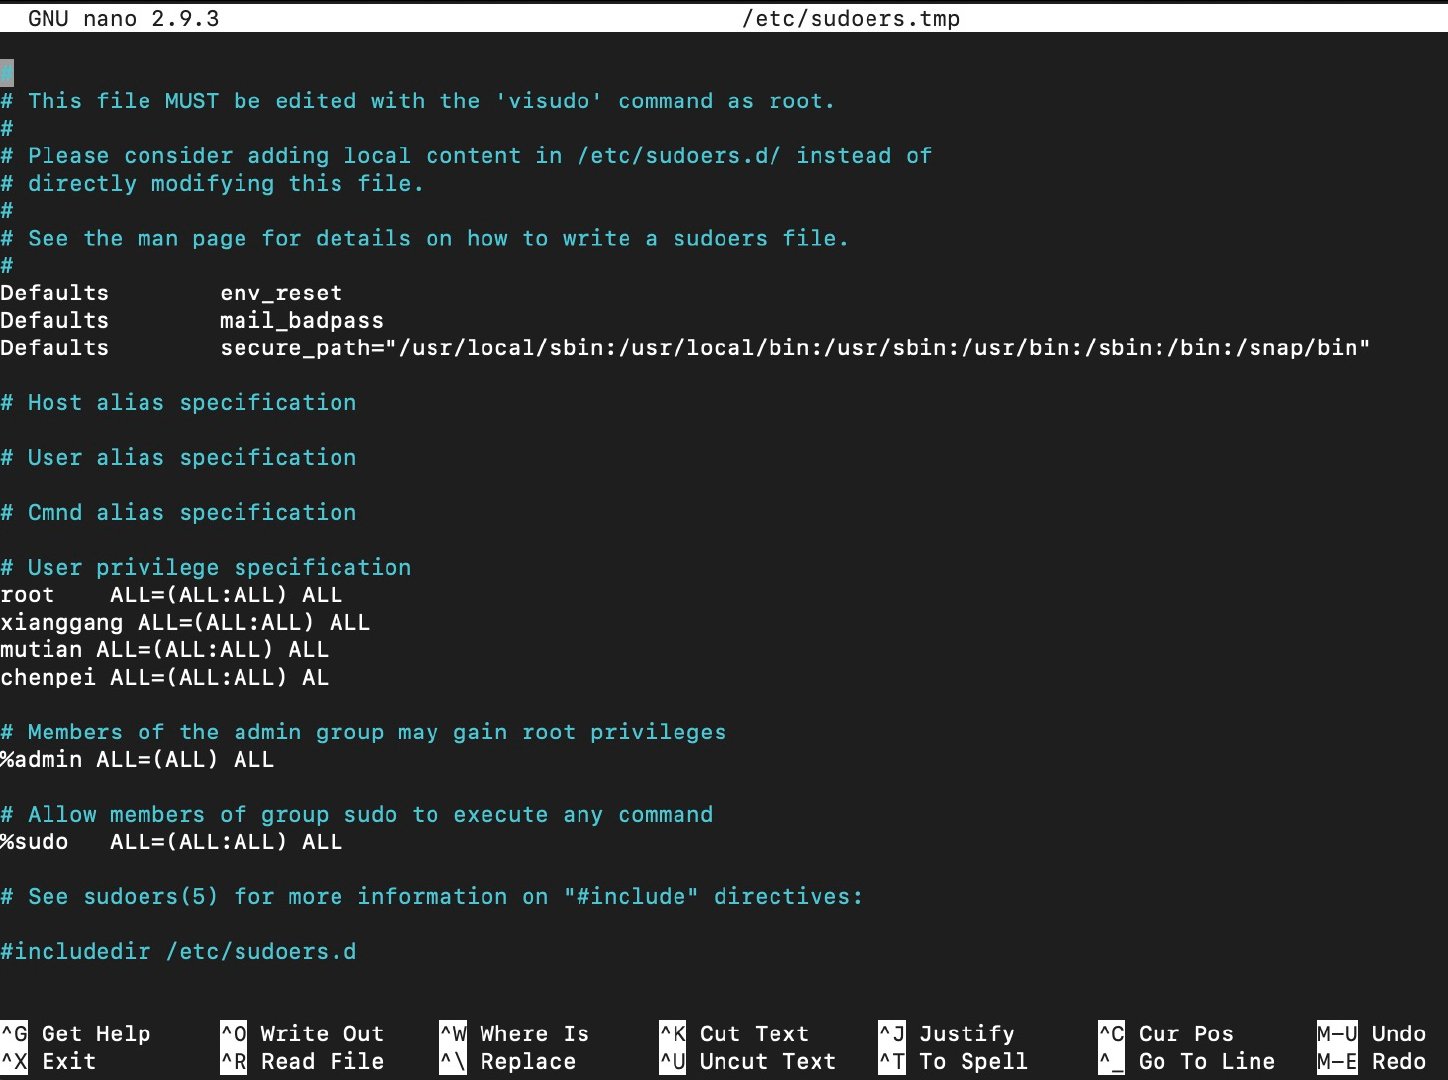 GNU nano 2.9.3 /etc/sudoers.tmp
#
# This file MUST be edited with the 'visudo' command as root.
#
# Please consider adding local content in /etc/sudoers.d/ instead of
# directly modifying this file.
#
# See the man page for details on how to write a sudoers file.
#
Defaults        env_reset
Defaults        mail_badpass
Defaults        secure_path="/usr/local/sbin:/usr/local/bin:/usr/sbin:/usr/bin:/sbin:/bin:/snap/bin"
# Host alias specification
# User alias specification
# Cmnd alias specification
# User privilege specification
root    ALL=(ALL:ALL) ALL
xianggang ALL=(ALL:ALL) ALL
mutian ALL=(ALL:ALL) ALL
chenpei ALL=(ALL:ALL) AL
# Members of the admin group may gain root privileges
%admin ALL=(ALL) ALL
# Allow members of group sudo to execute any command
%sudo   ALL=(ALL:ALL) ALL
# See sudoers(5) for more information on "#include" directives:
#includedir /etc/sudoers.d
^G Get Help ^O Write Out ^W Where Is ^K Cut Text ^J Justify ^C Cur Pos M-U Undo
^X Exit ^R Read File ^\ Replace ^U Uncut Text ^T To Spell ^_ Go To Line M-E Redo